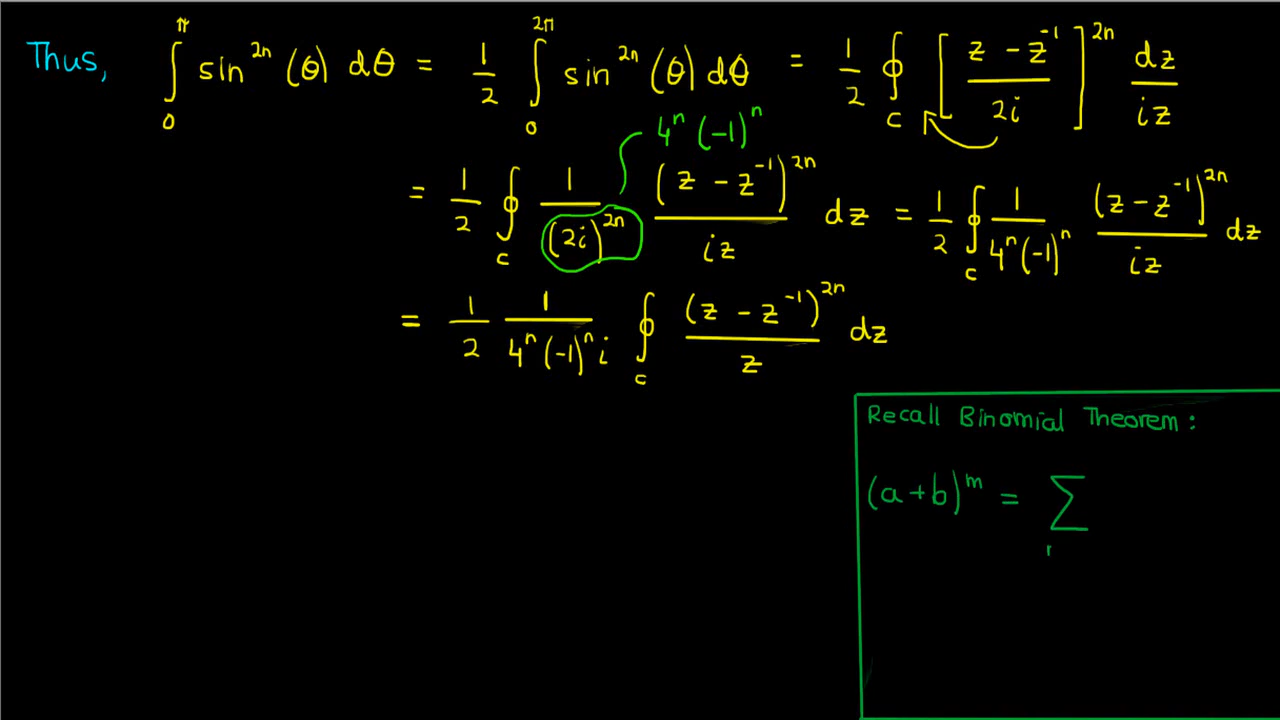 Thus, ∫₀^π sin^{2n}(θ) dθ = 1/2 ∫₀^{2π} sin^{2n}(θ) dθ = 1/2 ∮_C [ (z - z^{-1}) / 2i ]^{2n} dz/iz
4^n (-1)^n
= 1/2 ∮_C 1/(2i)^{2n} (z - z^{-1})^{2n} / iz dz = 1/2 ∮_C 1/(4^n (-1)^n) (z - z^{-1})^{2n} / iz dz
= 1/2 1/(4^n (-1)^n i) ∮_C (z - z^{-1})^{2n} / z dz
Recall Binomial Theorem:
(a+b)^m = ∑